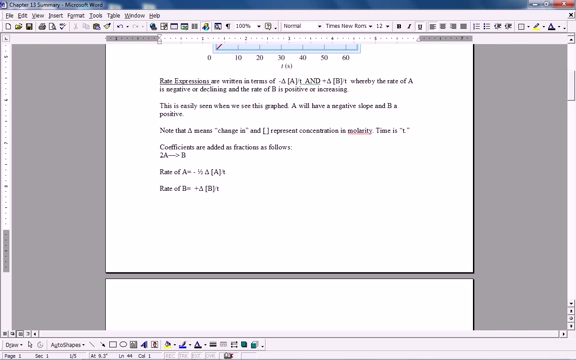 Chapter 13 Summary - Microsoft Word
File Edit View Insert Format Tools Table Window Help
100% Normal Times New Rom 12 B
0 10 20 30 40 50 60
t (s)
Rate Expressions are written in terms of -Δ [A]/t AND +Δ [B]/t whereby the rate of A
is negative or declining and the rate of B is positive or increasing.
This is easily seen when we see this graphed. A will have a negative slope and B a
positive.
Note that Δ means "change in" and [ ] represent concentration in molarity. Time is "t."
Coefficients are added as fractions as follows:
2A---> B
Rate of A= - ½ Δ [A]/t
Rate of B= +Δ [B]/t
Draw AutoShapes
Page 1 Sec 1 1/5 At 9.3" Ln 44 Col 1 REC TRK EXT OVR